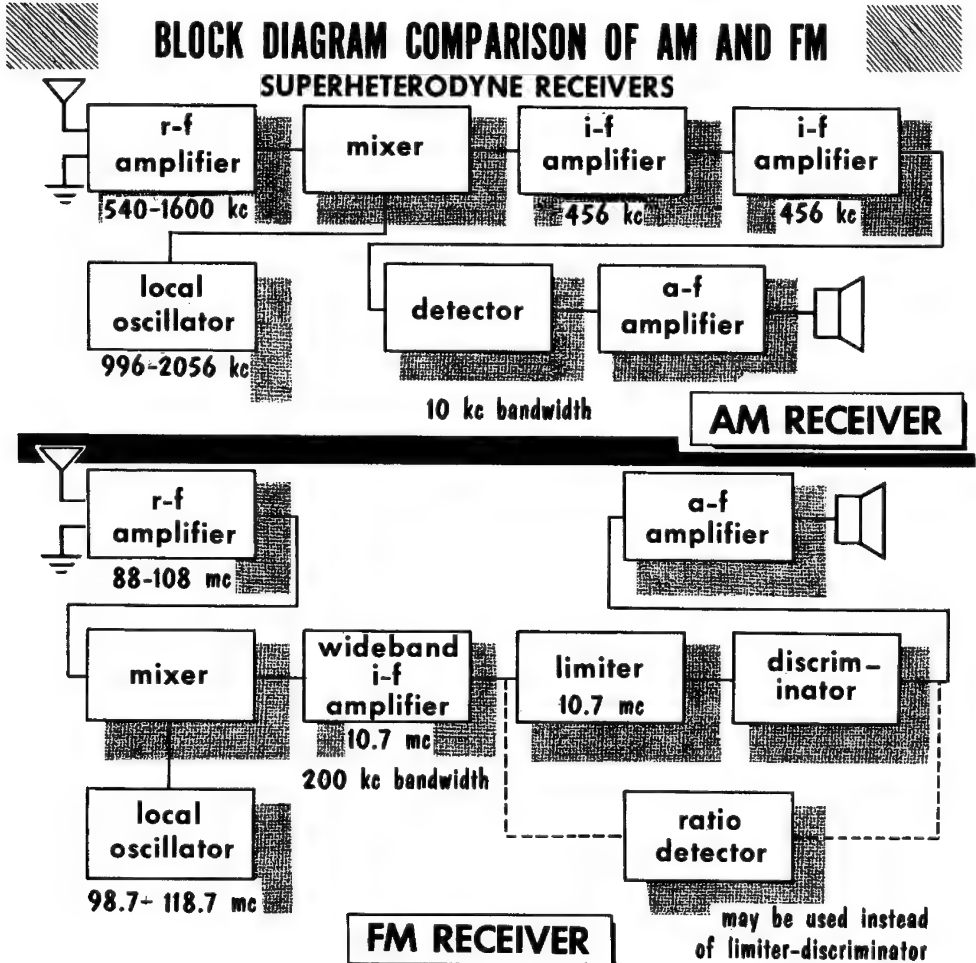 BLOCK DIAGRAM COMPARISON OF AM AND FM
SUPERHETERODYNE RECEIVERS
r-f
amplifier
540-1600 kc
mixer
i-f
amplifier
456 kc
i-f
amplifier
456 kc
local
oscillator
996-2056 kc
detector
a-f
amplifier
10 kc bandwidth
AM RECEIVER
r-f
amplifier
88-108 mc
a-f
amplifier
mixer
wideband
i-f
amplifier
10.7 mc
200 kc bandwidth
limiter
10.7 mc
discrim-
inator
local
oscillator
98.7-118.7 mc
ratio
detector
may be used instead
of limiter-discriminator
FM RECEIVER